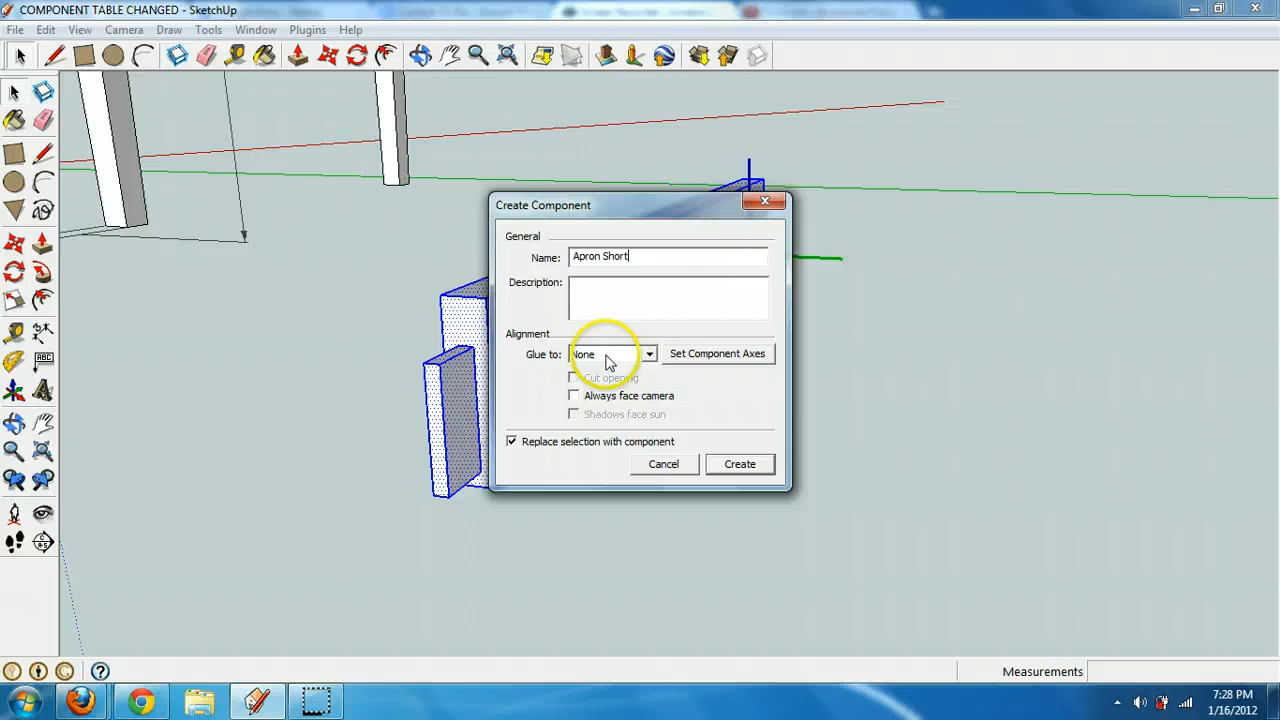 COMPONENT TABLE CHANGED - SketchUp
File Edit View Camera Draw Tools Window Plugins Help
Create Component
General
Name: Apron Short
Description:
Alignment
Glue to: None Set Component Axes
Cut opening
Always face camera
Shadows face sun
Replace selection with component
Cancel Create
ABC
Measurements
7:28 PM
1/16/2012